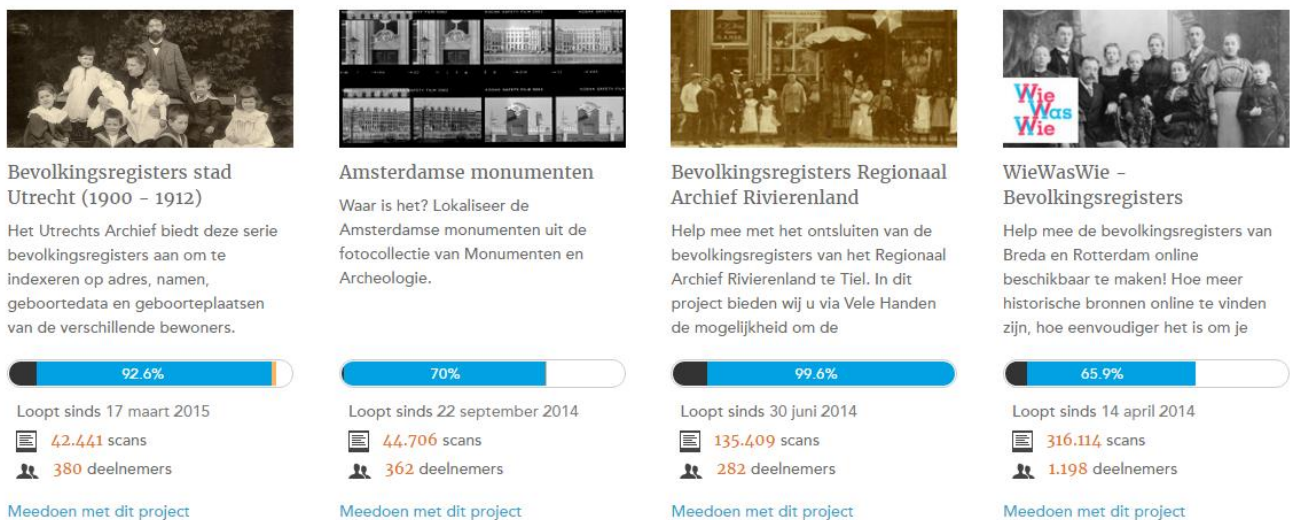 Wie
Was
Wie
Bevolkingsregisters stad
Utrecht (1900 - 1912)
Het Utrechts Archief biedt deze serie
bevolkingsregisters aan om te
indexeren op adres, namen,
geboortedata en geboorteplaatsen
van de verschillende bewoners.
92.6%
Loopt sinds 17 maart 2015
42.441 scans
380 deelnemers
Meedoen met dit project
Amsterdamse monumenten
Waar is het? Lokaliseer de
Amsterdamse monumenten uit de
fotocollectie van Monumenten en
Archeologie.
70%
Loopt sinds 22 september 2014
44.706 scans
362 deelnemers
Meedoen met dit project
Bevolkingsregisters Regionaal
Archief Rivierenland
Help mee met het ontsluiten van de
bevolkingsregisters van het Regionaal
Archief Rivierenland te Tiel. In dit
project bieden wij u via Vele Handen
de mogelijkheid om de
99.6%
Loopt sinds 30 juni 2014
135.409 scans
282 deelnemers
Meedoen met dit project
WieWasWie -
Bevolkingsregisters
Help mee de bevolkingsregisters van
Breda en Rotterdam online
beschikbaar te maken! Hoe meer
historische bronnen online te vinden
zijn, hoe eenvoudiger het is om je
65.9%
Loopt sinds 14 april 2014
316.114 scans
1.198 deelnemers
Meedoen met dit project